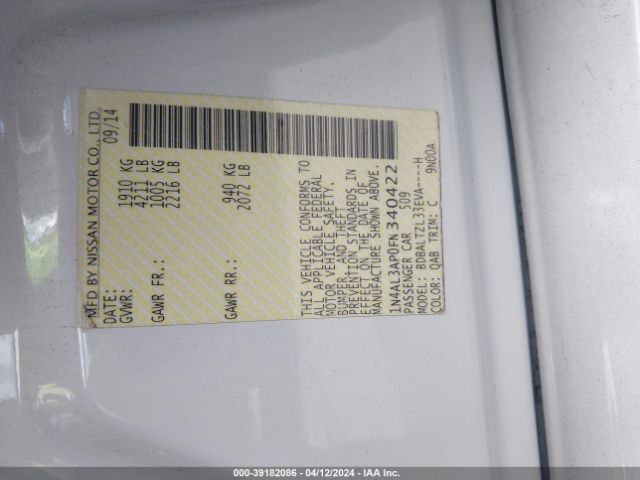 MFD BY NISSAN MOTOR CO., LTD
DATE: 09/14
GVWR: 1910 KG
4211 LB
GAWR FR.: 1005 KG
2216 LB
GAWR RR.: 940 KG
2072 LB
THIS VEHICLE CONFORMS TO
ALL APPLICABLE FEDERAL
MOTOR VEHICLE SAFETY,
BUMPER, AND THEFT
PREVENTION STANDARDS IN
EFFECT ON THE DATE OF
MANUFACTURE SHOWN ABOVE.
1N4AL3AP0FN340422
PASSENGER CAR 509
MODEL: BDBALTZL33EVA----H
COLOR: QAB TRIM: C 9N00A
000-39182086 - 04/12/2024 - IAA Inc.